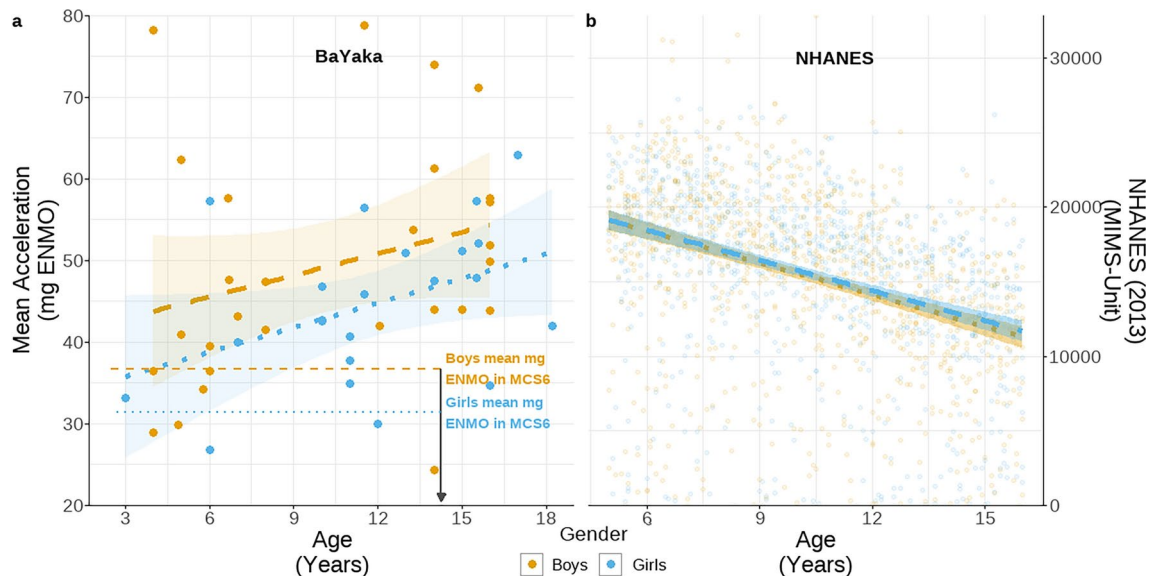 a
BaYaka
80
70
60
50
40
30
20
Mean Acceleration
(mg ENMO)
Boys mean mg
ENMO in MCS6
Girls mean mg
ENMO in MCS6
3 6 9 12 15 18
Age
(Years)
b
NHANES
30000
20000
10000
0
NHANES (2013)
(MIMS-Unit)
6 9 12 15
Age
(Years)
Gender
Boys Girls